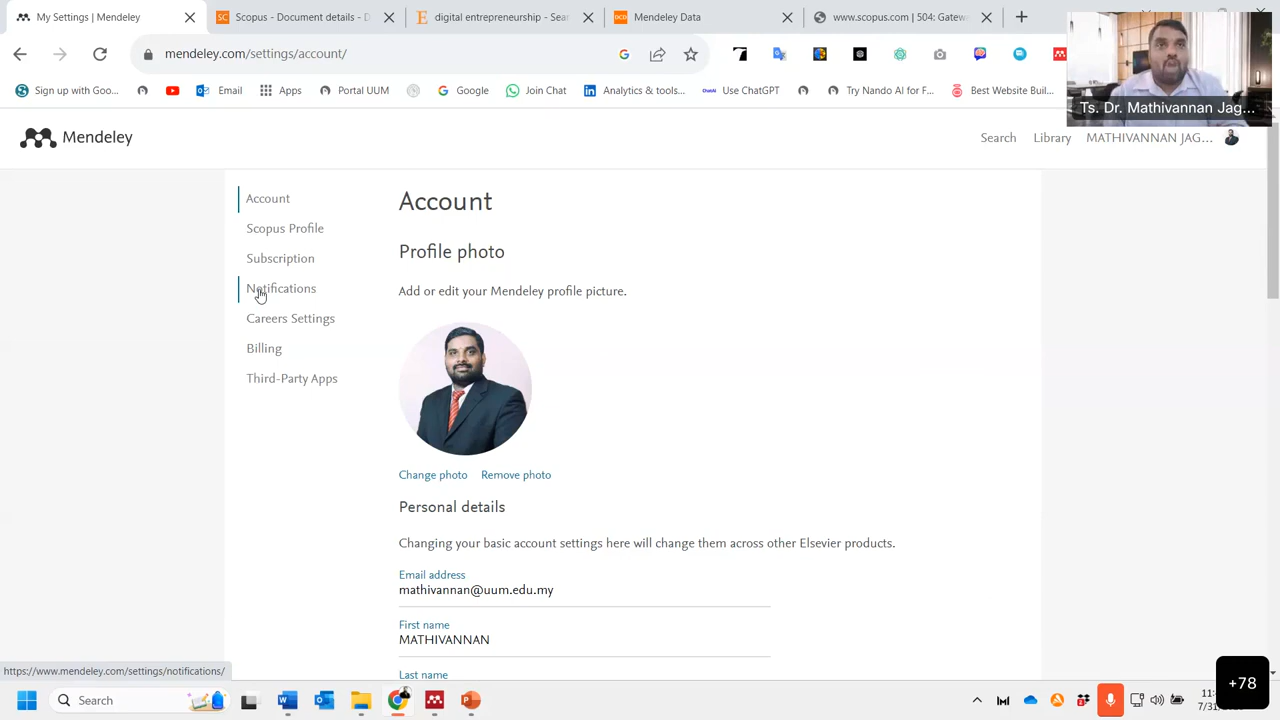 My Settings | Mendeley
Scopus - Document details - D
digital entrepreneurship - Sear
Mendeley Data
www.scopus.com | 504: Gatew
mendeley.com/settings/account/
Sign up with Goo...
Email
Apps
Portal UUM
Google
Join Chat
Analytics & tools...
Use ChatGPT
Try Nando AI for F...
Best Website Buil...
Ts. Dr. Mathivannan Jag...
Mendeley
Search
Library
MATHIVANNAN JAG...
Account
Scopus Profile
Subscription
Notifications
Careers Settings
Billing
Third-Party Apps
Account
Profile photo
Add or edit your Mendeley profile picture.
Change photo
Remove photo
Personal details
Changing your basic account settings here will change them across other Elsevier products.
Email address
mathivannan@uum.edu.my
First name
MATHIVANNAN
Last name
https://www.mendeley.com/settings/notifications/
Search
+78